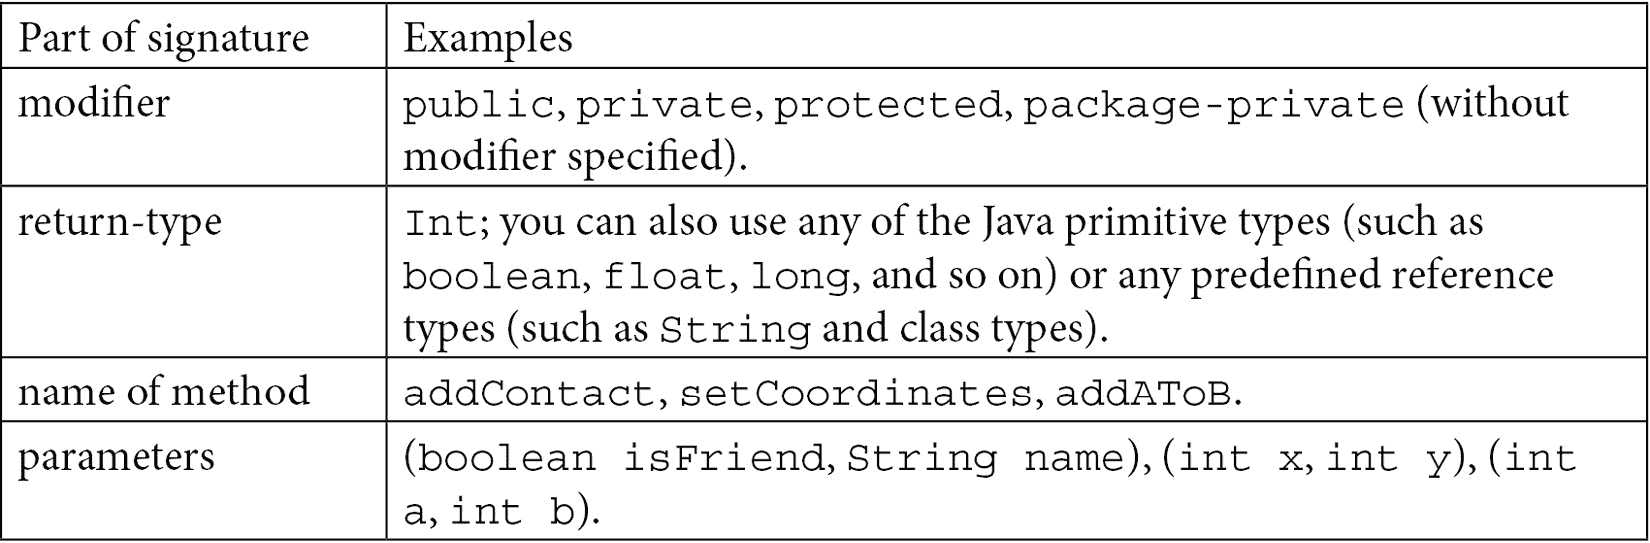 Part of signature Examples
modifier public, private, protected, package-private (without
modifier specified).
return-type Int; you can also use any of the Java primitive types (such as
boolean, float, long, and so on) or any predefined reference
types (such as String and class types).
name of method addContact, setCoordinates, addAToB.
parameters (boolean isFriend, String name), (int x, int y), (int
a, int b).